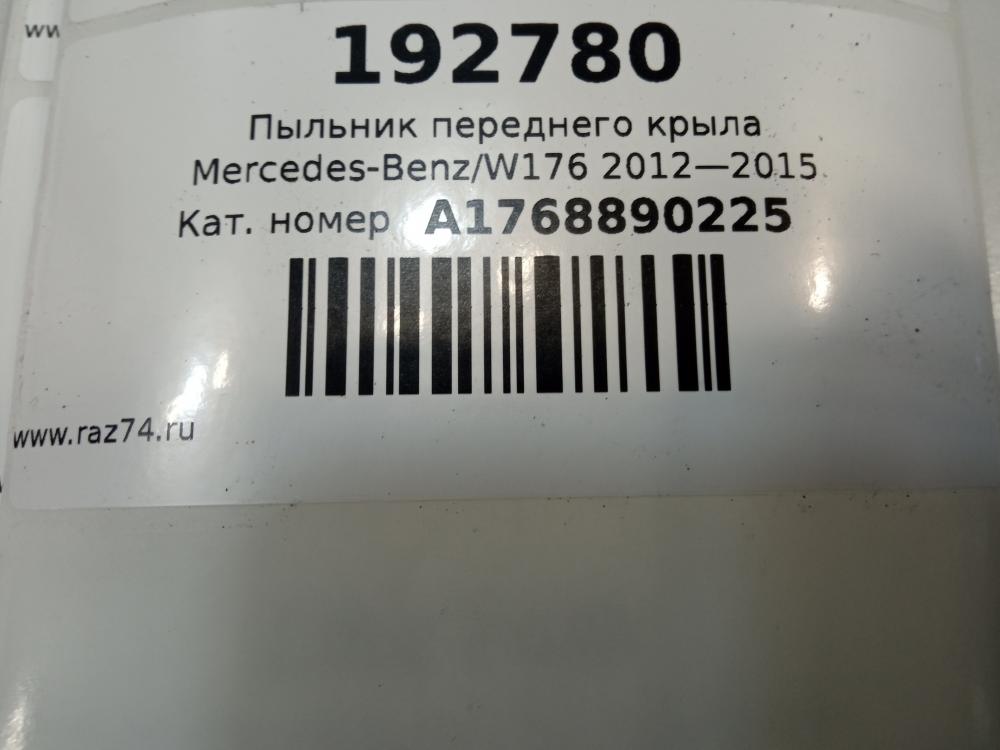 192780
Пыльник переднего крыла
Mercedes-Benz/W176 2012—2015
Кат. номер A1768890225
www.raz74.ru